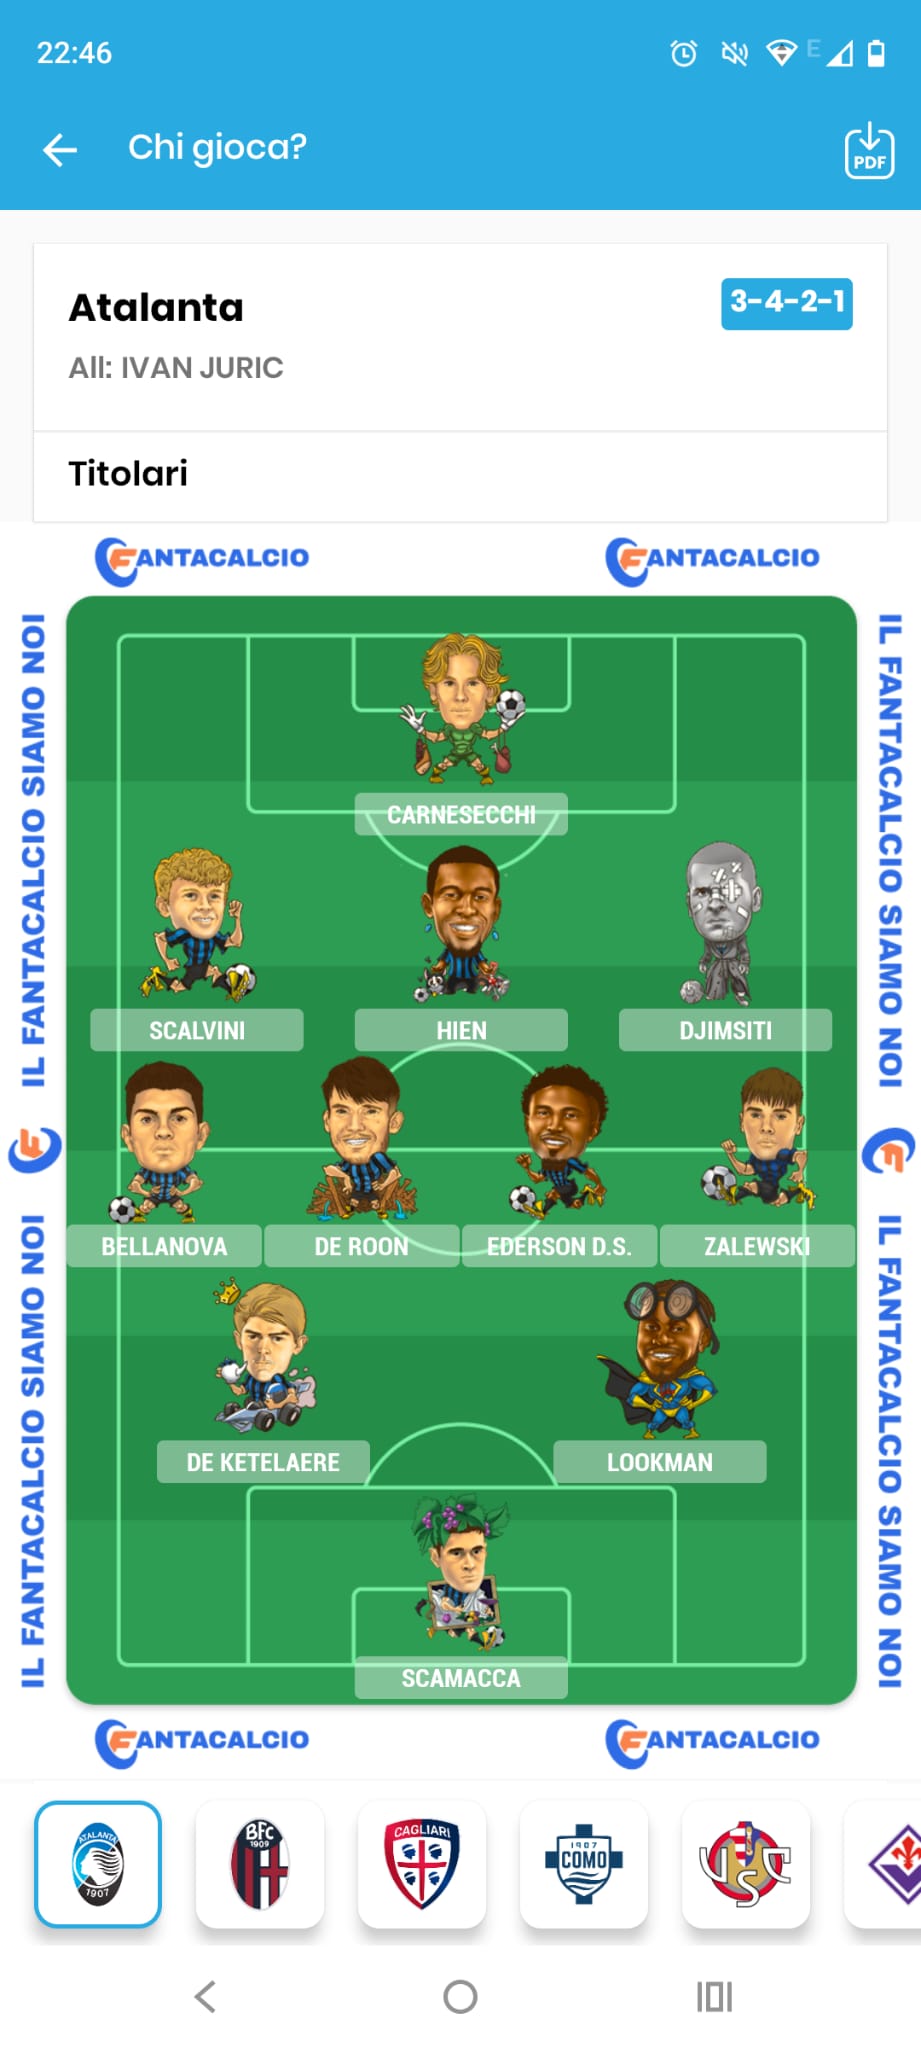 22:46
E
Chi gioca?
PDF
Atalanta
3-4-2-1
All: IVAN JURIC
Titolari
FANTACALCIO
FANTACALCIO
IL FANTACALCIO SIAMO NOI
IL FANTACALCIO SIAMO NOI
CARNESECCHI
SCALVINI
HIEN
DJIMSITI
BELLANOVA
DE ROON
EDERSON D.S.
ZALEWSKI
IL FANTACALCIO SIAMO NOI
IL FANTACALCIO SIAMO NOI
DE KETELAERE
LOOKMAN
SCAMACCA
FANTACALCIO
FANTACALCIO
ATALANTA
1907
BFC
1909
CAGLIARI
1907
COMO
USC